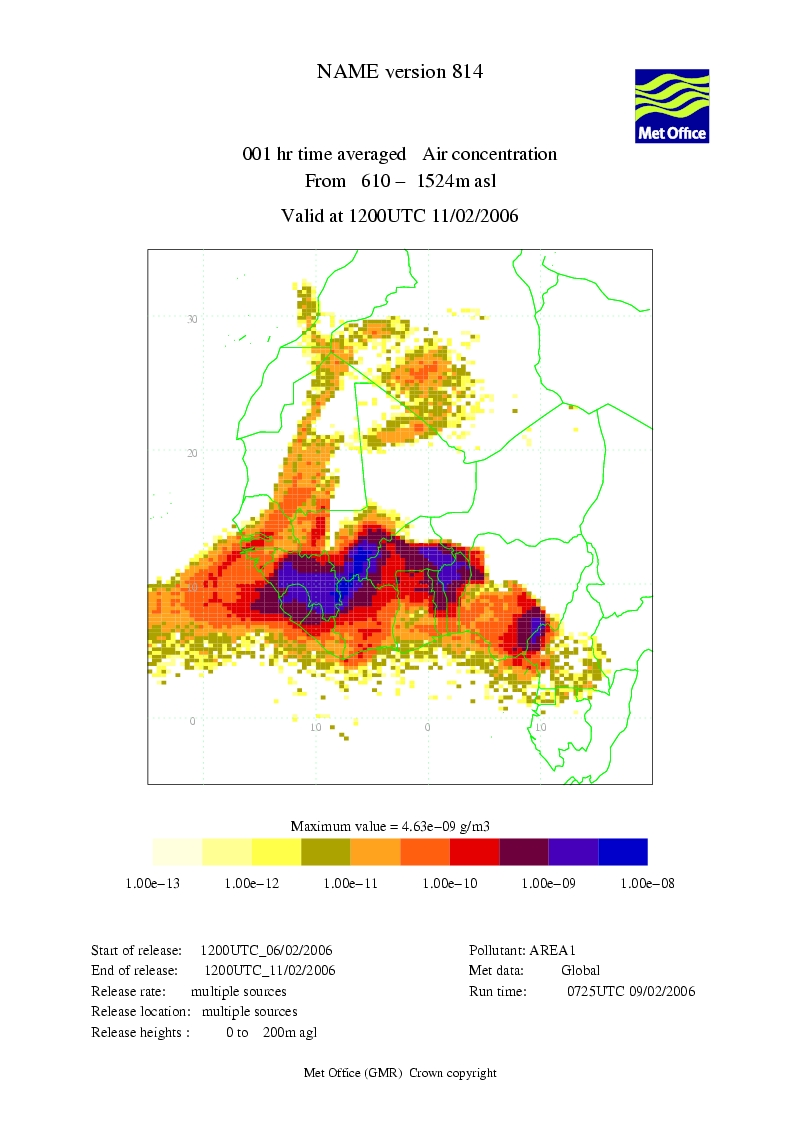 NAME version 814
Met Office
001 hr time averaged Air concentration
From 610 – 1524m asl
Valid at 1200UTC 11/02/2006
30
20
10
0
10
0
10
Maximum value = 4.63e−09 g/m3
1.00e−13 1.00e−12 1.00e−11 1.00e−10 1.00e−09 1.00e−08
Start of release: 1200UTC_06/02/2006 Pollutant: AREA1
End of release: 1200UTC_11/02/2006 Met data: Global
Release rate: multiple sources Run time: 0725UTC 09/02/2006
Release location: multiple sources
Release heights : 0 to 200m agl
Met Office (GMR) Crown copyright